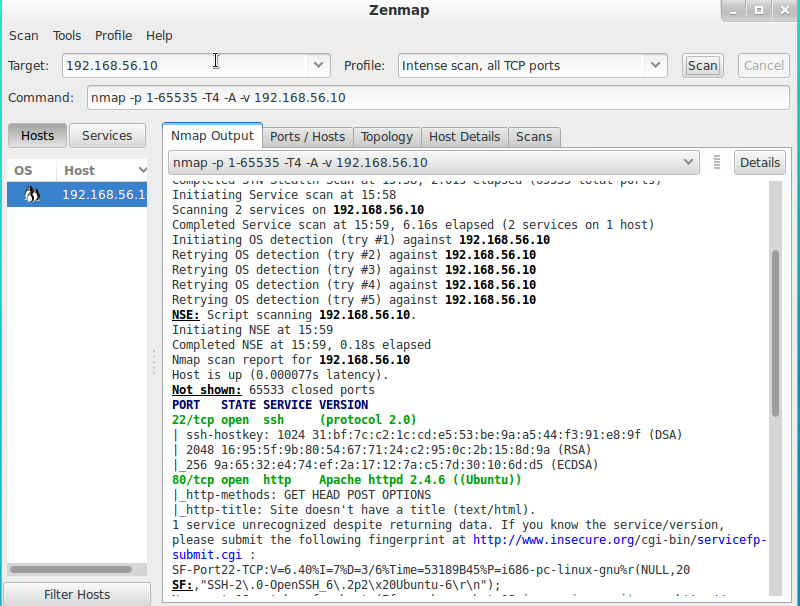 Zenmap
Scan Tools Profile Help
Target: 192.168.56.10 Profile: Intense scan, all TCP ports Scan Cancel
Command: nmap -p 1-65535 -T4 -A -v 192.168.56.10
Hosts Services Nmap Output Ports / Hosts Topology Host Details Scans
OS Host nmap -p 1-65535 -T4 -A -v 192.168.56.10 Details
192.168.56.1
Completed SYN Stealth Scan at 15:58, 2.61s elapsed (65535 total ports)
Initiating Service scan at 15:58
Scanning 2 services on 192.168.56.10
Completed Service scan at 15:59, 6.16s elapsed (2 services on 1 host)
Initiating OS detection (try #1) against 192.168.56.10
Retrying OS detection (try #2) against 192.168.56.10
Retrying OS detection (try #3) against 192.168.56.10
Retrying OS detection (try #4) against 192.168.56.10
Retrying OS detection (try #5) against 192.168.56.10
NSE: Script scanning 192.168.56.10.
Initiating NSE at 15:59
Completed NSE at 15:59, 0.18s elapsed
Nmap scan report for 192.168.56.10
Host is up (0.000077s latency).
Not shown: 65533 closed ports
PORT STATE SERVICE VERSION
22/tcp open ssh (protocol 2.0)
| ssh-hostkey: 1024 31:bf:7c:c2:1c:cd:e5:53:be:9a:a5:44:f3:91:e8:9f (DSA)
| 2048 16:95:5f:9b:80:54:67:71:24:c2:95:0c:2b:15:8d:9a (RSA)
|_256 9a:65:32:e4:74:ef:2a:17:12:7a:c5:7d:30:10:6d:d5 (ECDSA)
80/tcp open http Apache httpd 2.4.6 ((Ubuntu))
|_http-methods: GET HEAD POST OPTIONS
|_http-title: Site doesn't have a title (text/html).
1 service unrecognized despite returning data. If you know the service/version,
please submit the following fingerprint at http://www.insecure.org/cgi-bin/servicefp-
submit.cgi :
SF-Port22-TCP:V=6.40%I=7%D=3/6%Time=53189B45%P=i686-pc-linux-gnu%r(NULL,20
SF:,"SSH-2\.0-OpenSSH_6\.2p2\x20Ubuntu-6\r\n");
Filter Hosts